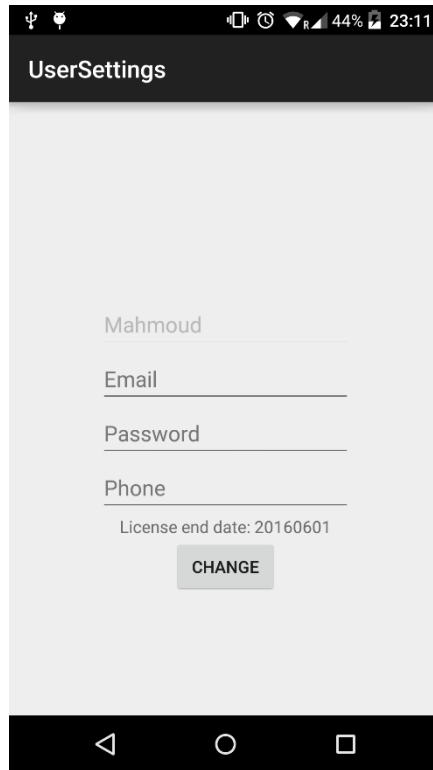 R 44% 23:11
UserSettings
Mahmoud
Email
Password
Phone
License end date: 20160601
CHANGE